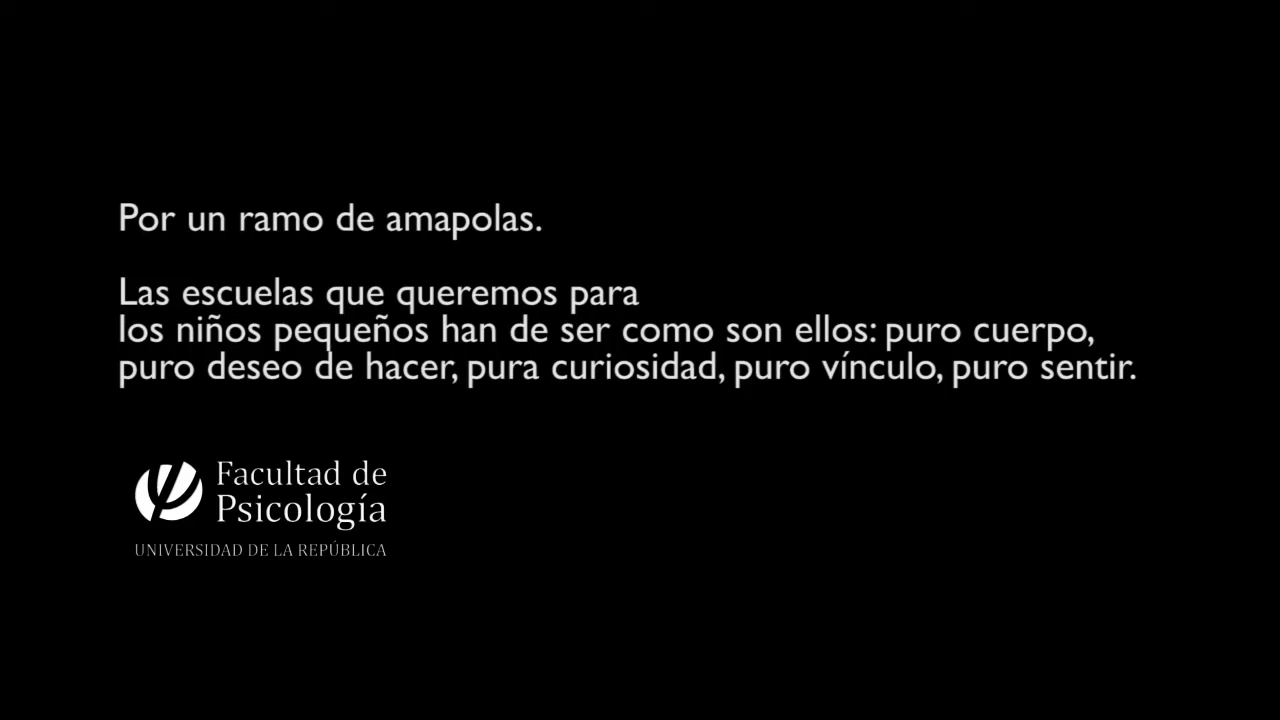 Por un ramo de amapolas.
Las escuelas que queremos para
los niños pequeños han de ser como son ellos: puro cuerpo,
puro deseo de hacer, pura curiosidad, puro vínculo, puro sentir.
Facultad de
Psicología
UNIVERSIDAD DE LA REPÚBLICA